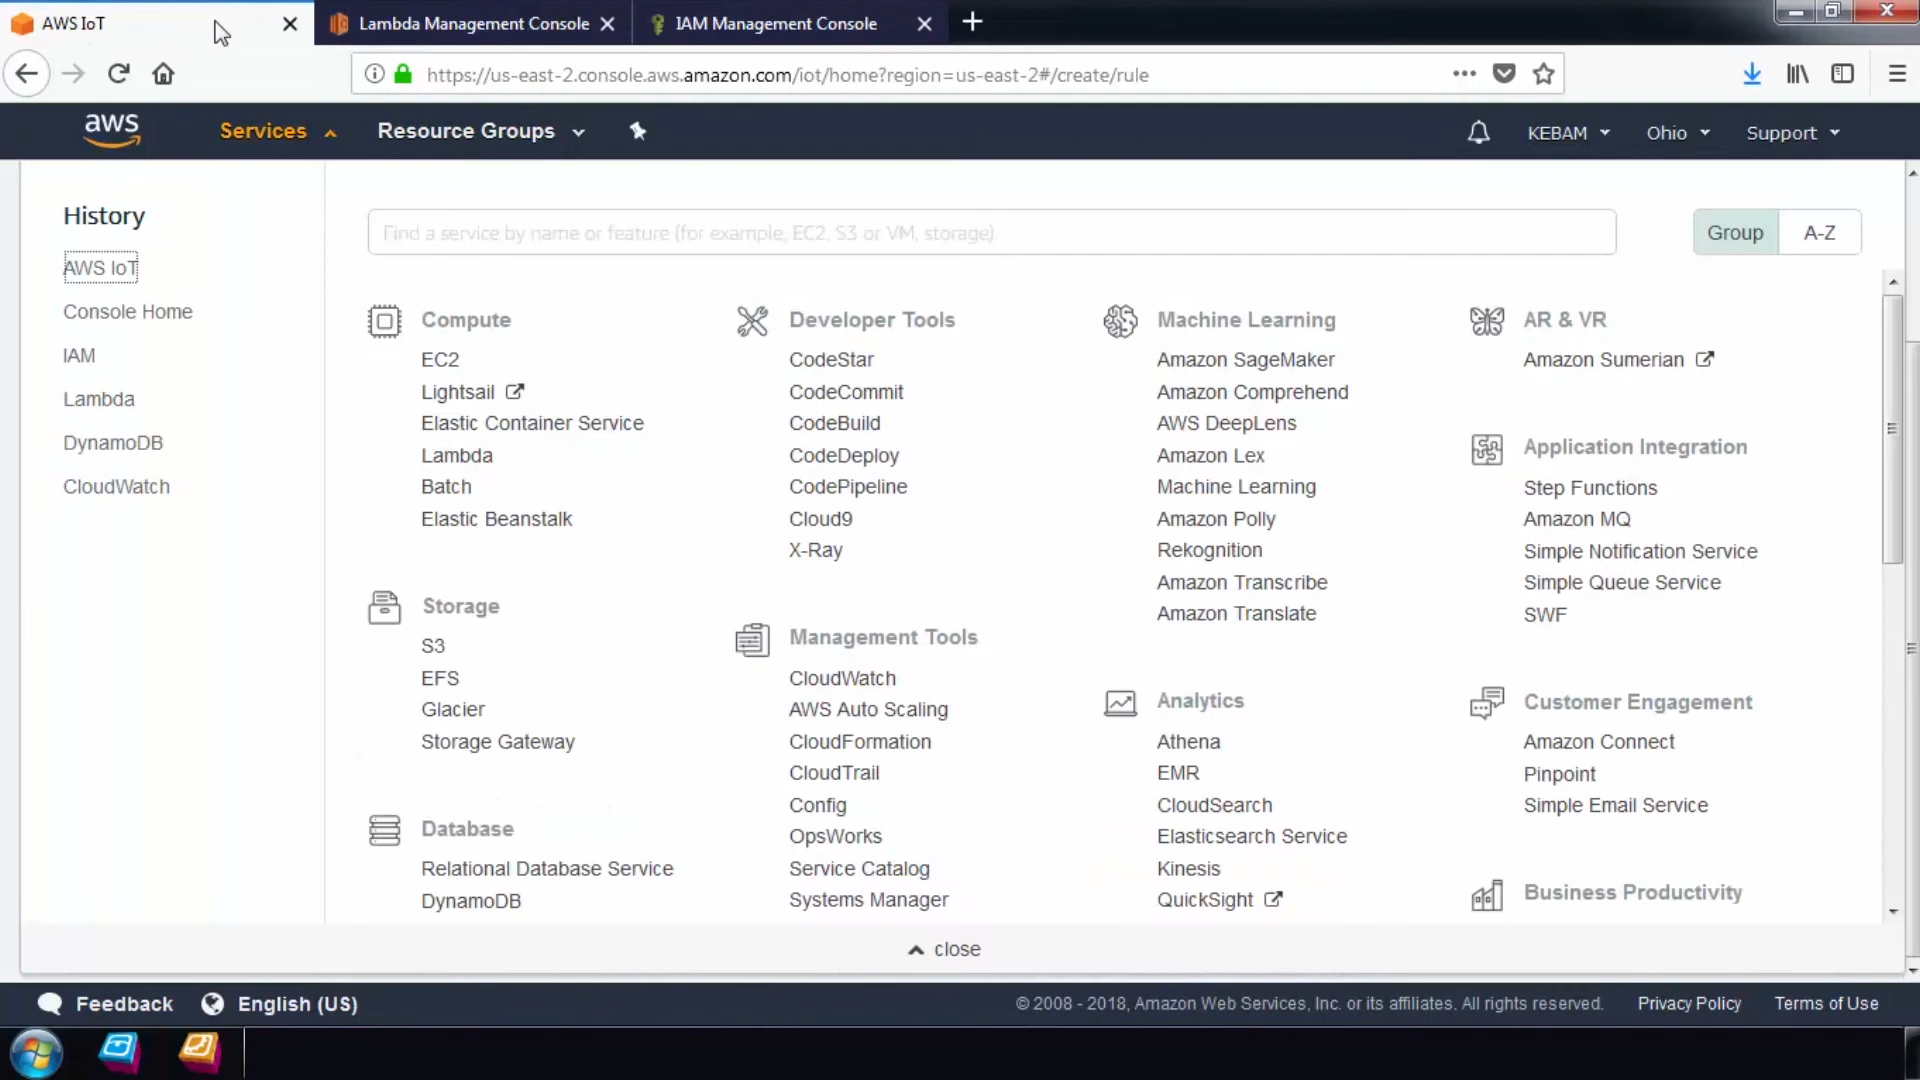 AWS IoT
Lambda Management Console
IAM Management Console
https://us-east-2.console.aws.amazon.com/iot/home?region=us-east-2#/create/rule
aws
Services
Resource Groups
KEBAM
Ohio
Support
History
AWS IoT
Console Home
IAM
Lambda
DynamoDB
CloudWatch
Find a service by name or feature (for example, EC2, S3 or VM, storage).
Group
A-Z
Compute
EC2
Lightsail
Elastic Container Service
Lambda
Batch
Elastic Beanstalk
Storage
S3
EFS
Glacier
Storage Gateway
Database
Relational Database Service
DynamoDB
Developer Tools
CodeStar
CodeCommit
CodeBuild
CodeDeploy
CodePipeline
Cloud9
X-Ray
Management Tools
CloudWatch
AWS Auto Scaling
CloudFormation
CloudTrail
Config
OpsWorks
Service Catalog
Systems Manager
Machine Learning
Amazon SageMaker
Amazon Comprehend
AWS DeepLens
Amazon Lex
Machine Learning
Amazon Polly
Rekognition
Amazon Transcribe
Amazon Translate
Analytics
Athena
EMR
CloudSearch
Elasticsearch Service
Kinesis
QuickSight
AR & VR
Amazon Sumerian
Application Integration
Step Functions
Amazon MQ
Simple Notification Service
Simple Queue Service
SWF
Customer Engagement
Amazon Connect
Pinpoint
Simple Email Service
Business Productivity
close
Feedback
English (US)
© 2008 - 2018, Amazon Web Services, Inc. or its affiliates. All rights reserved.
Privacy Policy
Terms of Use